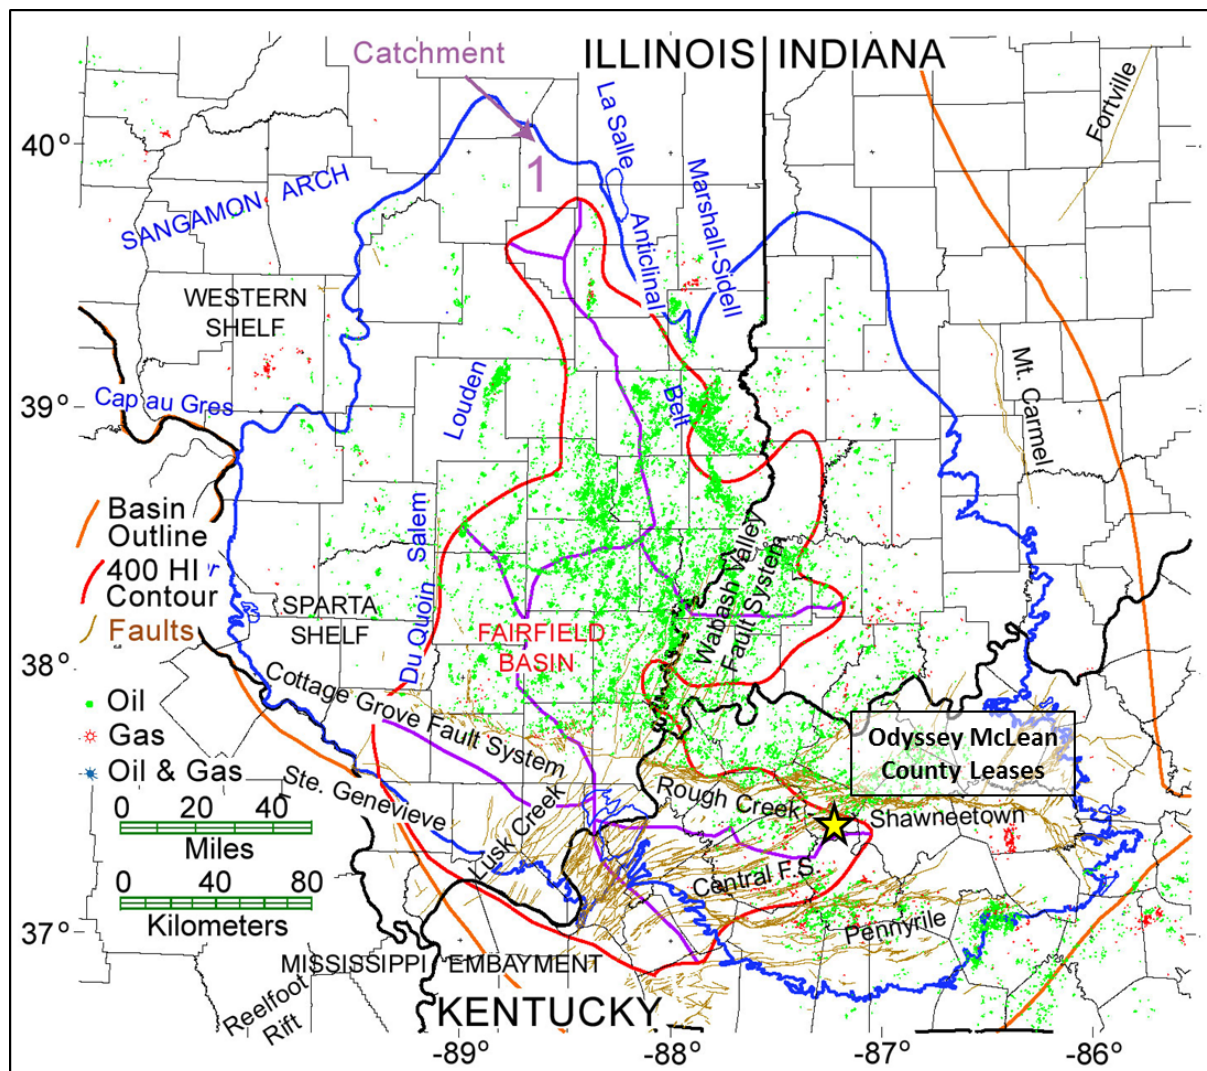 ILLINOIS
INDIANA
Catchment
1
La Salle
Anticlinal
Belt
Marshall-Sidell
Fortville
40°
SANGAMON ARCH
WESTERN
SHELF
Mt. Carmel
39°
Cap au Gres
Louden
Salem
Du Quoin
Basin
Outline
400 HI
Contour
Faults
SPARTA
SHELF
FAIRFIELD
BASIN
Wabash Valley
Fault System
38°
Cottage Grove Fault System
Oil
Gas
Oil & Gas
Odyssey McLean
County Leases
Ste. Genevieve
Lusk Creek
Rough Creek
Shawneetown
0 20 40
Miles
0 40 80
Kilometers
Central F.S.
Pennyrile
37°
MISSISSIPPI EMBAYMENT
Reelfoot
Rift
KENTUCKY
-89°
-88°
-87°
-86°